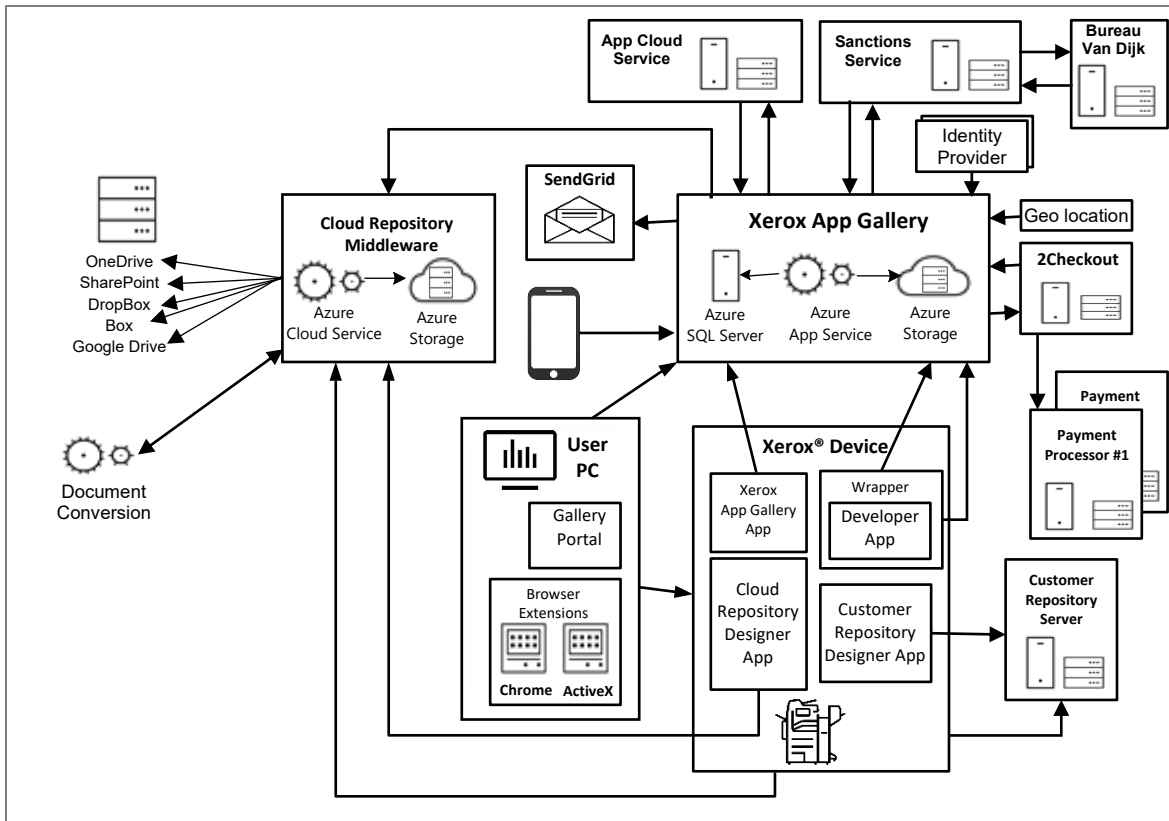 App Cloud
Service
Sanctions
Service
Bureau
Van Dijk
Identity
Provider
SendGrid
Cloud Repository
Middleware
Azure
Cloud Service
Azure
Storage
OneDrive
SharePoint
DropBox
Box
Google Drive
Document
Conversion
Xerox App Gallery
Azure
SQL Server
Azure
App Service
Azure
Storage
Geo location
2Checkout
Payment
Payment
Processor #1
User
PC
Gallery
Portal
Browser
Extensions
Chrome
ActiveX
Xerox® Device
Xerox
App Gallery
App
Wrapper
Developer
App
Cloud
Repository
Designer
App
Customer
Repository
Designer App
Customer
Repository
Server